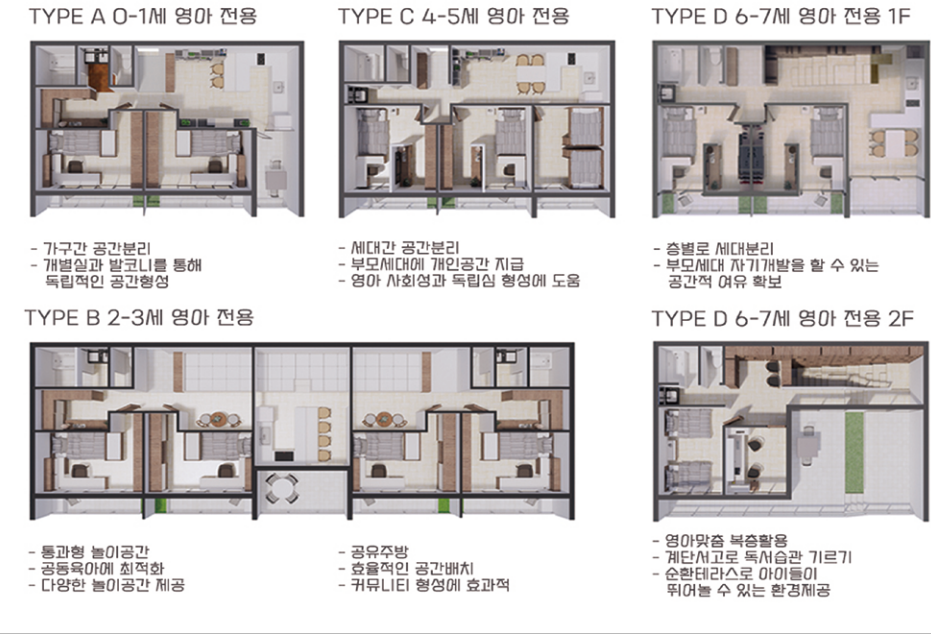 TYPE A 0-1세 영아 전용
- 가구간 공간분리
- 개별실과 발코니를 통해
독립적인 공간형성
TYPE C 4-5세 영아 전용
- 세대간 공간분리
- 부모세대에 개인공간 지급
- 영아 사회성과 독립심 형성에 도움
TYPE D 6-7세 영아 전용 1F
- 층별로 세대분리
- 부모세대 자기개발을 할 수 있는
공간적 여유 확보
TYPE B 2-3세 영아 전용
- 통과형 놀이공간
- 공동육아에 최적화
- 다양한 놀이공간 제공
- 공유주방
- 효율적인 공간배치
- 커뮤니티 형성에 효과적
TYPE D 6-7세 영아 전용 2F
- 영아맞춤 복층활용
- 계단서고로 독서습관 기르기
- 순환테라스로 아이들이
뛰어놀 수 있는 환경제공